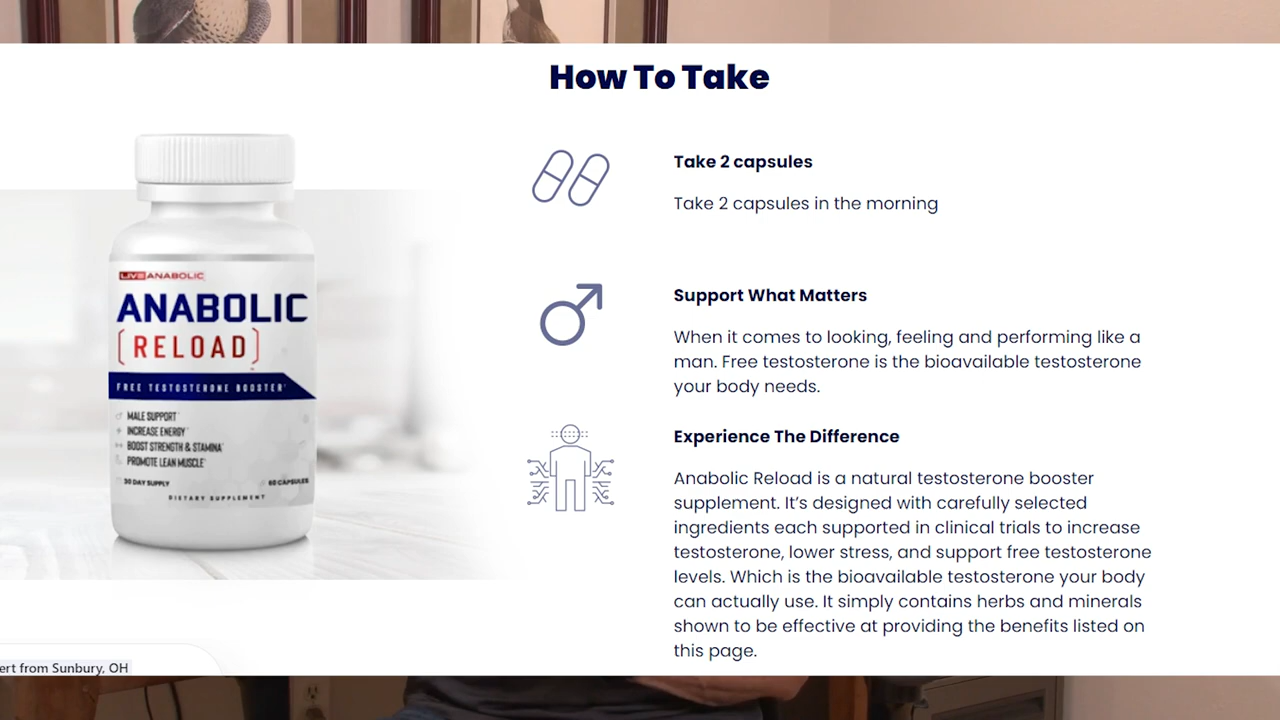 How To Take
Take 2 capsules
Take 2 capsules in the morning
LIVEANABOLIC
ANABOLIC
[RELOAD]
FREE TESTOSTERONE BOOSTER
MALE SUPPORT
INCREASE ENERGY
BOOST STRENGTH & STAMINA
PROMOTE LEAN MUSCLE
30 DAY SUPPLY
60 CAPSULES
DIETARY SUPPLEMENT
Support What Matters
When it comes to looking, feeling and performing like a
man. Free testosterone is the bioavailable testosterone
your body needs.
Experience The Difference
Anabolic Reload is a natural testosterone booster
supplement. It’s designed with carefully selected
ingredients each supported in clinical trials to increase
testosterone, lower stress, and support free testosterone
levels. Which is the bioavailable testosterone your body
can actually use. It simply contains herbs and minerals
shown to be effective at providing the benefits listed on
this page.
ert from Sunbury, OH